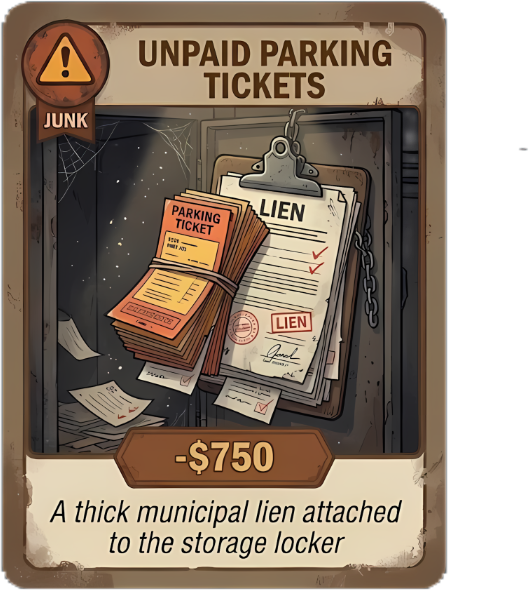 UNPAID PARKING
TICKETS
JUNK
LIEN
PARKING
TICKET
LIEN
-$750
A thick municipal lien attached
to the storage locker